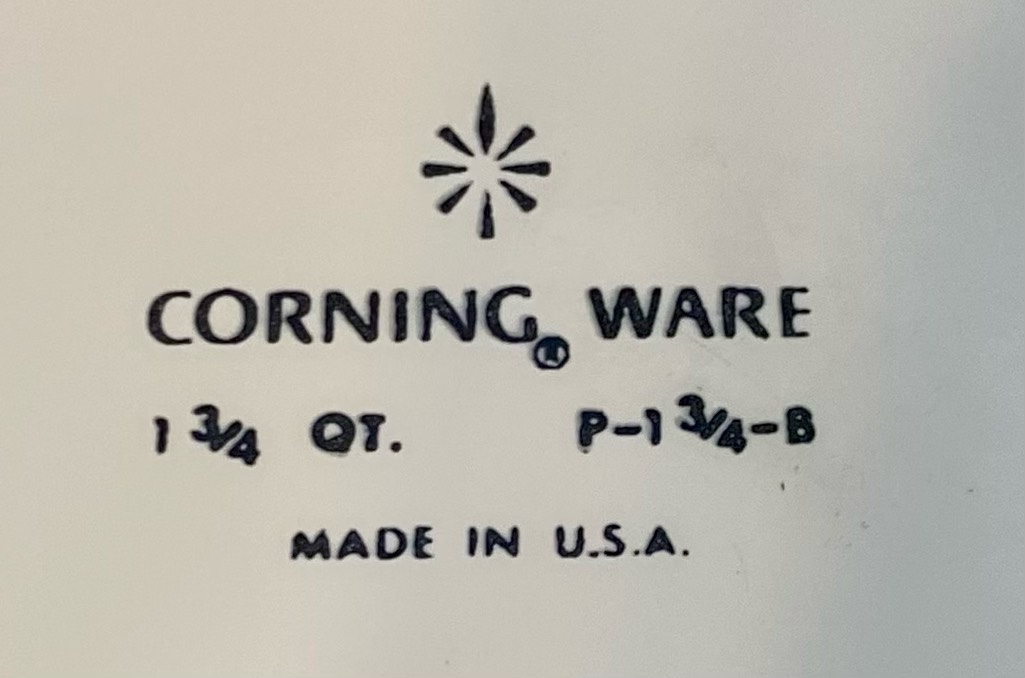 CORNING® WARE
1 3/4 QT. P-1 3/4-B
MADE IN U.S.A.